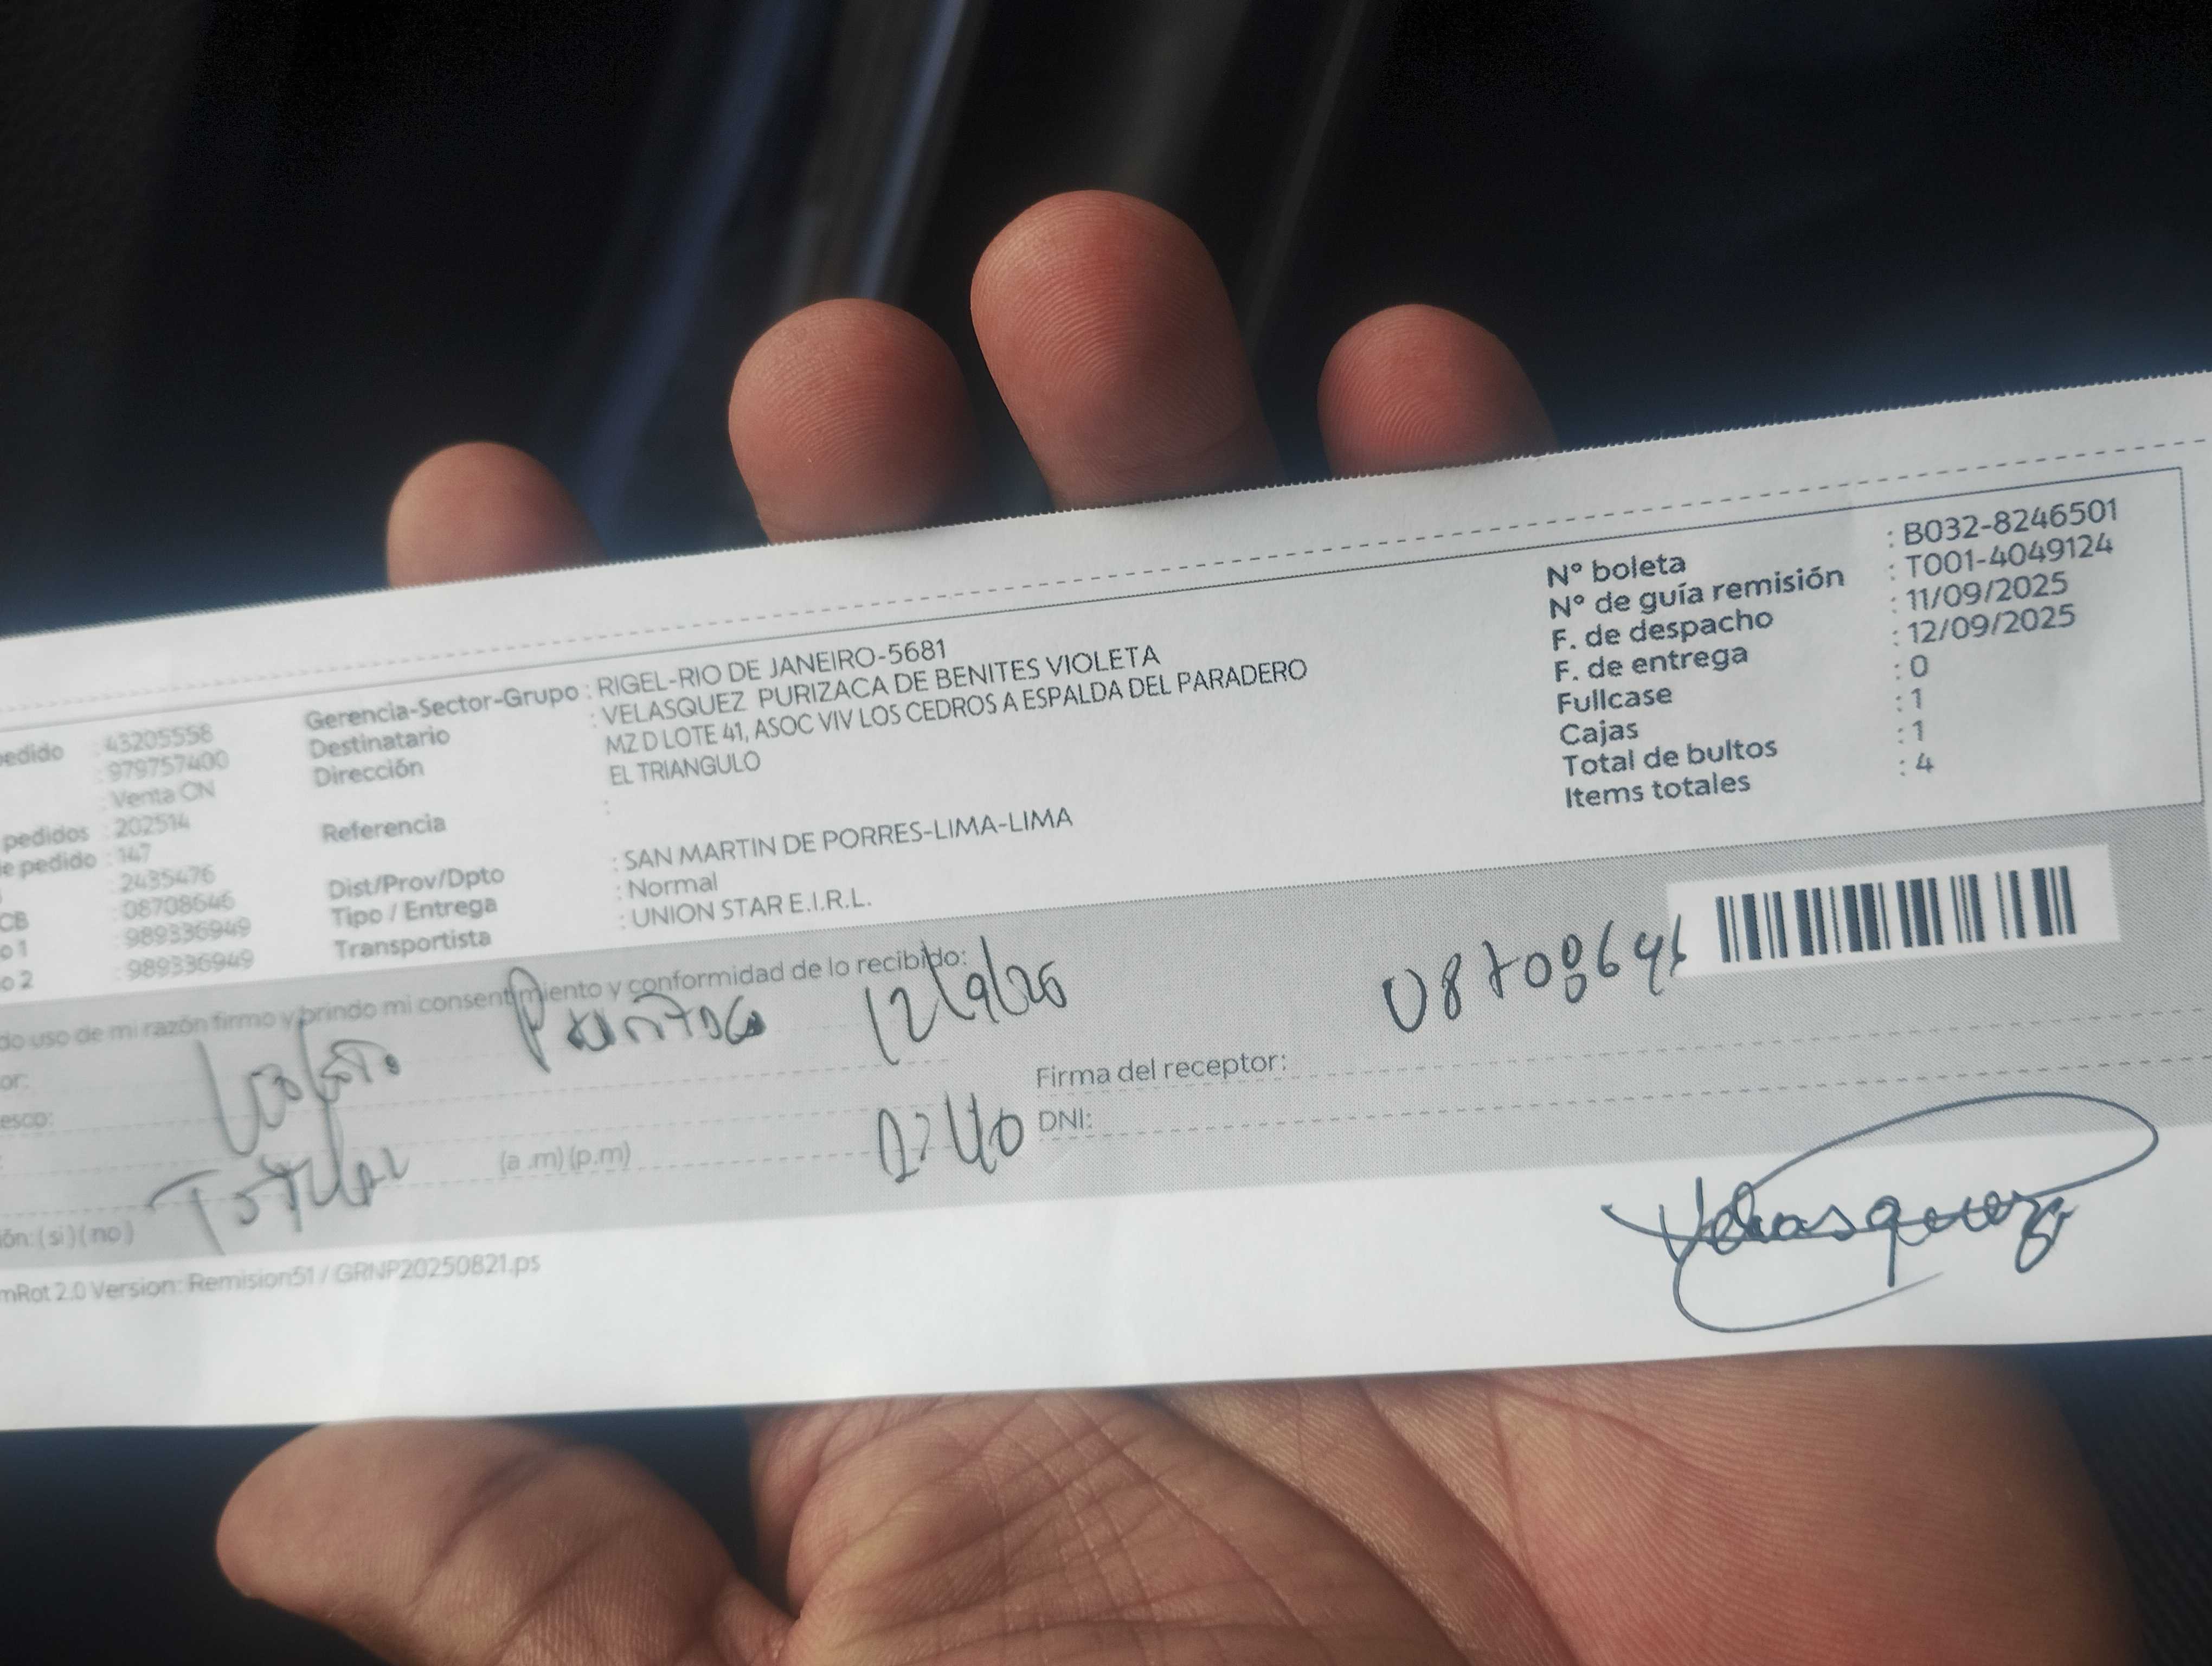 Nº boleta : B032-8246501
Nº de guía remisión : T001-4049124
F. de despacho : 11/09/2025
F. de entrega : 12/09/2025
Fullcase : 0
Cajas : 1
Total de bultos : 1
Items totales : 4
Gerencia-Sector-Grupo : RIGEL-RIO DE JANEIRO-5681
Destinatario : VELASQUEZ PURIZACA DE BENITES VIOLETA
Dirección MZ D LOTE 41, ASOC VIV LOS CEDROS A ESPALDA DEL PARADERO
EL TRIANGULO
Referencia :
Dist/Prov/Dpto : SAN MARTIN DE PORRES-LIMA-LIMA
Tipo / Entrega : Normal
Transportista : UNION STAR E.I.R.L.
edido : 43205558
: 979757400
: Venta CN
pedidos : 202514
e pedido : 147
: 2435476
CB : 08708646
o 1 : 989336949
o 2 : 989336949
do uso de mi razón firmo y brindo mi consentimiento y conformidad de lo recibido:
or:
esco:
12/9/25
08708646
Firma del receptor:
DNI:
(a .m) (p.m)
Titular
ón: (si) (no)
Velasquez
mRot 2.0 Version: Remision51 / GRNP20250821.ps